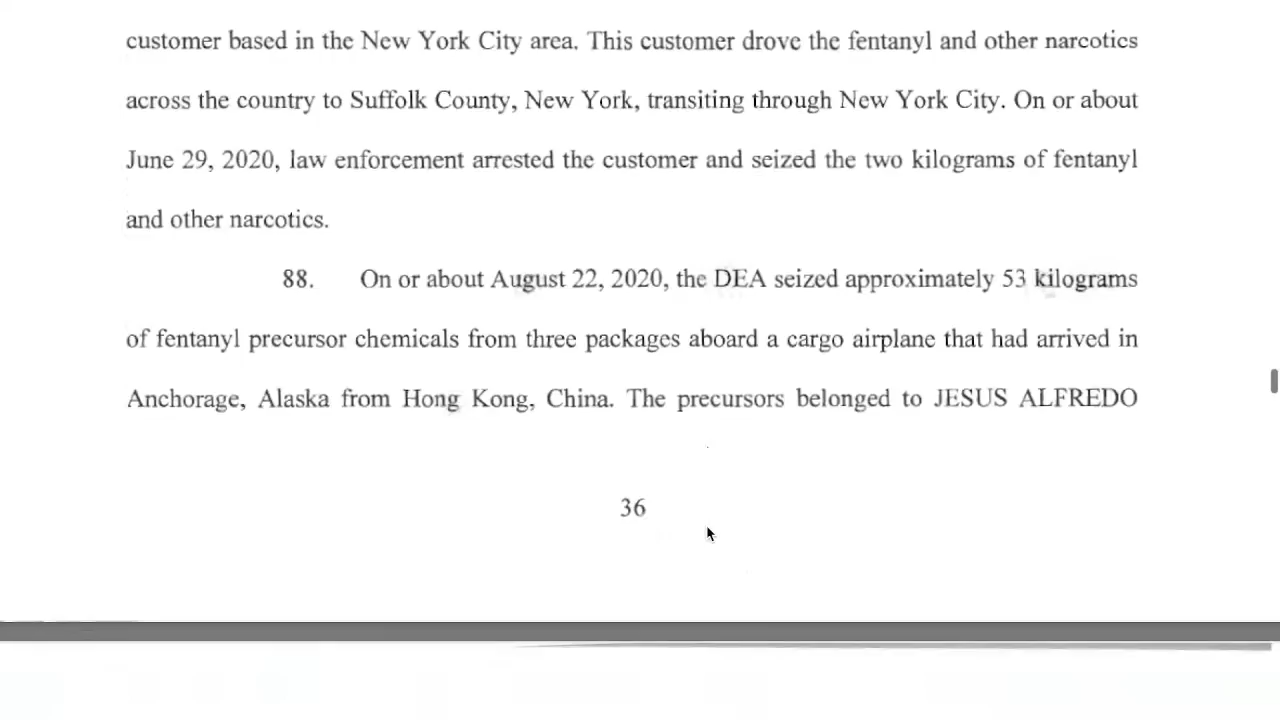 customer based in the New York City area. This customer drove the fentanyl and other narcotics
across the country to Suffolk County, New York, transiting through New York City. On or about
June 29, 2020, law enforcement arrested the customer and seized the two kilograms of fentanyl
and other narcotics.
88. On or about August 22, 2020, the DEA seized approximately 53 kilograms
of fentanyl precursor chemicals from three packages aboard a cargo airplane that had arrived in
Anchorage, Alaska from Hong Kong, China. The precursors belonged to JESUS ALFREDO
36